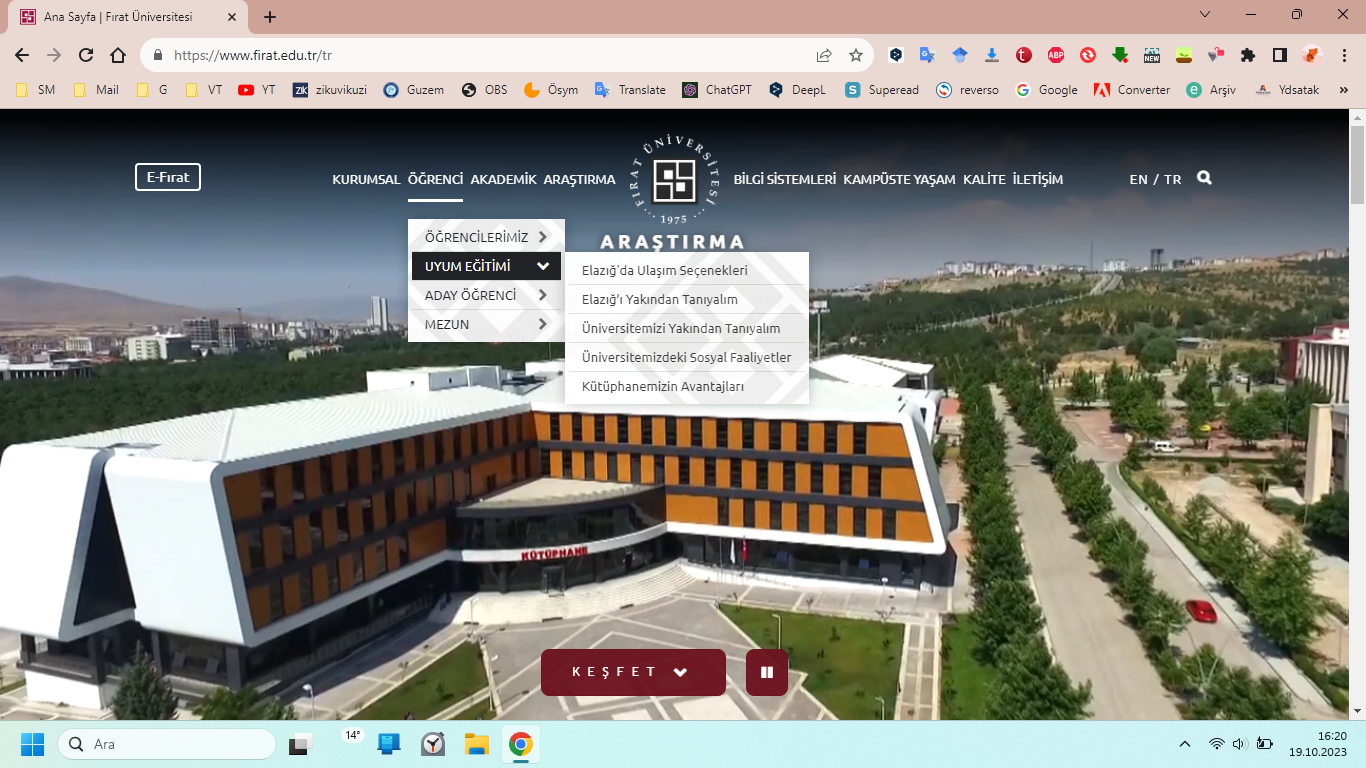 Ana Sayfa | Fırat Üniversitesi
https://www.firat.edu.tr/tr
ABP
NEW
SM
Mail
G
VT
YT
zikuvikuzi
Guzem
OBS
Ösym
Translate
ChatGPT
DeepL
Superead
reverso
Google
Converter
Arşiv
Ydsatak
E-Fırat
KURUMSAL ÖĞRENCİ AKADEMİK ARAŞTIRMA
FIRAT ÜNİVERSİTESİ
1975
BİLGİ SİSTEMLERİ KAMPÜSTE YAŞAM KALİTE İLETİŞİM
EN / TR
ARAŞTIRMA
ÖĞRENCİLERİMİZ
UYUM EĞİTİMİ
ADAY ÖĞRENCİ
MEZUN
Elazığ'da Ulaşım Seçenekleri
Elazığ'ı Yakından Tanıyalım
Üniversitemizi Yakından Tanıyalım
Üniversitemizdeki Sosyal Faaliyetler
Kütüphanemizin Avantajları
KÜTÜPHANE
KEŞFET
Ara
14°
16:20
19.10.2023